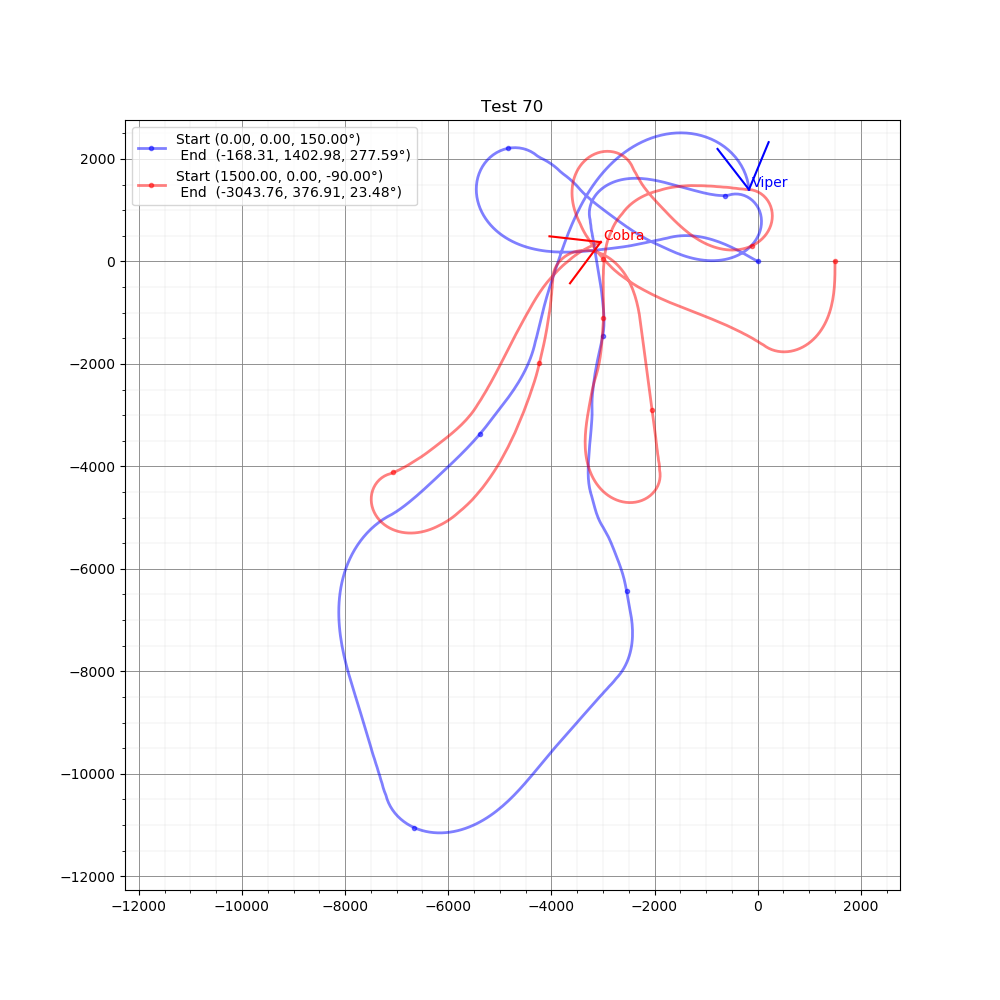 Test 70
Start (0.00, 0.00, 150.00°)
End (-168.31, 1402.98, 277.59°)
Start (1500.00, 0.00, -90.00°)
End (-3043.76, 376.91, 23.48°)
Viper
Cobra
2000
0
−2000
−4000
−6000
−8000
−10000
−12000
−12000 −10000 −8000 −6000 −4000 −2000 0 2000